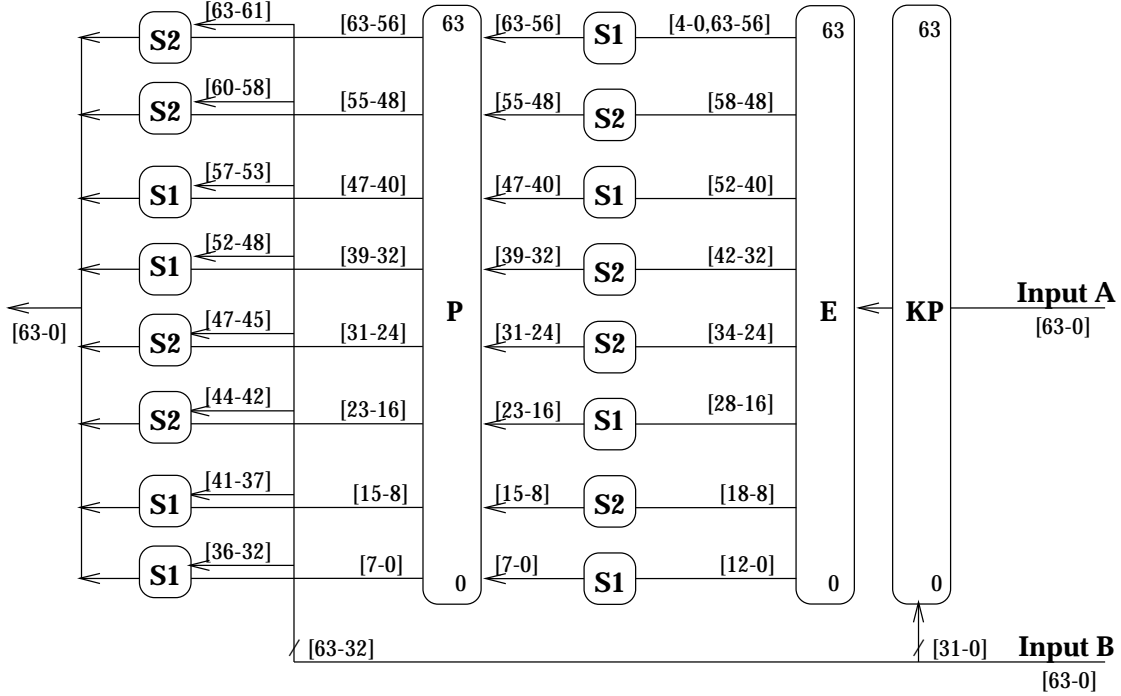 [63-61] [63-56] 63 [63-56] S1 [4-0,63-56] 63 63
S2
[60-58] [55-48] [55-48] S2 [58-48]
S2
[57-53] [47-40] [47-40] S1 [52-40]
S1
[52-48] [39-32] [39-32] S2 [42-32]
S1
P E KP Input A
[63-0] [47-45] [31-24] [31-24] S2 [34-24] [63-0]
S2
[44-42] [23-16] [23-16] S1 [28-16]
S2
[41-37] [15-8] [15-8] S2 [18-8]
S1
[36-32] [7-0] [7-0] S1 [12-0]
S1 0 0 0
[63-32] [31-0] Input B
[63-0]